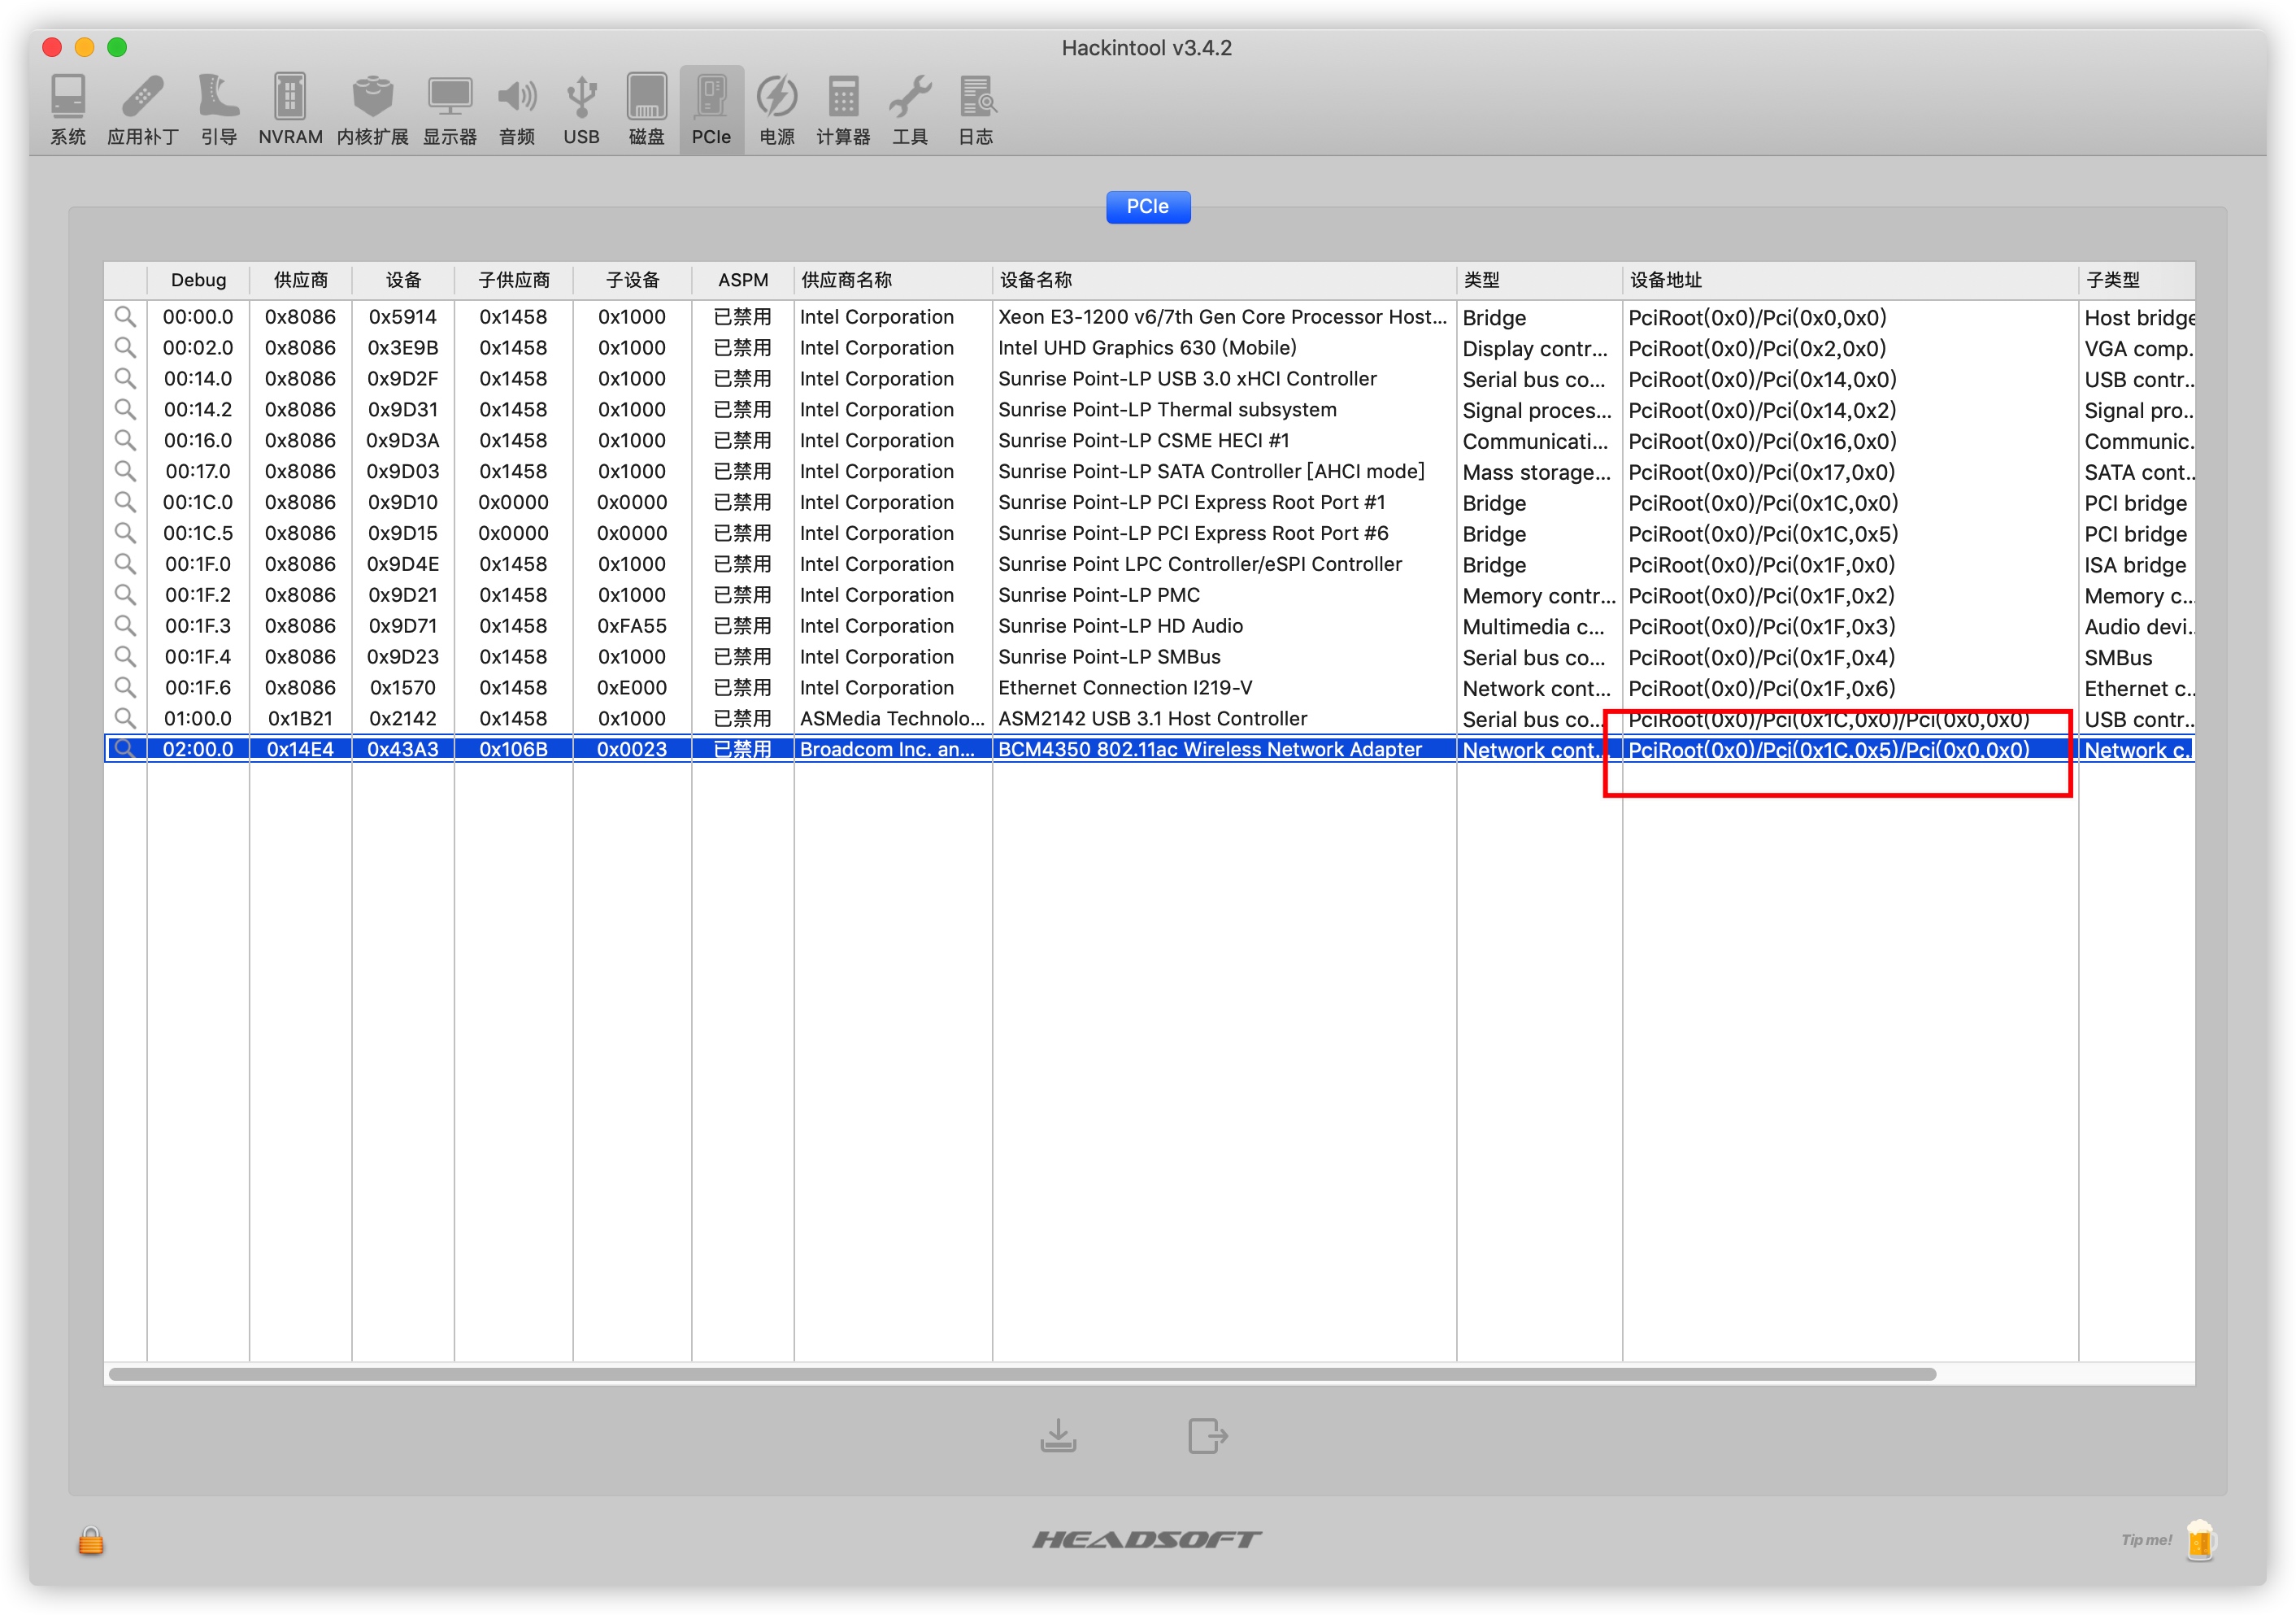 Hackintool v3.4.2
系统 应用补丁 引导 NVRAM 内核扩展 显示器 音频 USB 磁盘 PCIe 电源 计算器 工具 日志
PCIe
Debug 供应商 设备 子供应商 子设备 ASPM 供应商名称 设备名称 类型 设备地址 子类型
00:00.0 0x8086 0x5914 0x1458 0x1000 已禁用 Intel Corporation Xeon E3-1200 v6/7th Gen Core Processor Host... Bridge PciRoot(0x0)/Pci(0x0,0x0) Host bridge
00:02.0 0x8086 0x3E9B 0x1458 0x1000 已禁用 Intel Corporation Intel UHD Graphics 630 (Mobile) Display contr... PciRoot(0x0)/Pci(0x2,0x0) VGA comp..
00:14.0 0x8086 0x9D2F 0x1458 0x1000 已禁用 Intel Corporation Sunrise Point-LP USB 3.0 xHCI Controller Serial bus co... PciRoot(0x0)/Pci(0x14,0x0) USB contr..
00:14.2 0x8086 0x9D31 0x1458 0x1000 已禁用 Intel Corporation Sunrise Point-LP Thermal subsystem Signal proces... PciRoot(0x0)/Pci(0x14,0x2) Signal pro..
00:16.0 0x8086 0x9D3A 0x1458 0x1000 已禁用 Intel Corporation Sunrise Point-LP CSME HECI #1 Communicati... PciRoot(0x0)/Pci(0x16,0x0) Communic.
00:17.0 0x8086 0x9D03 0x1458 0x1000 已禁用 Intel Corporation Sunrise Point-LP SATA Controller [AHCI mode] Mass storage... PciRoot(0x0)/Pci(0x17,0x0) SATA cont..
00:1C.0 0x8086 0x9D10 0x0000 0x0000 已禁用 Intel Corporation Sunrise Point-LP PCI Express Root Port #1 Bridge PciRoot(0x0)/Pci(0x1C,0x0) PCI bridge
00:1C.5 0x8086 0x9D15 0x0000 0x0000 已禁用 Intel Corporation Sunrise Point-LP PCI Express Root Port #6 Bridge PciRoot(0x0)/Pci(0x1C,0x5) PCI bridge
00:1F.0 0x8086 0x9D4E 0x1458 0x1000 已禁用 Intel Corporation Sunrise Point LPC Controller/eSPI Controller Bridge PciRoot(0x0)/Pci(0x1F,0x0) ISA bridge
00:1F.2 0x8086 0x9D21 0x1458 0x1000 已禁用 Intel Corporation Sunrise Point-LP PMC Memory contr... PciRoot(0x0)/Pci(0x1F,0x2) Memory c..
00:1F.3 0x8086 0x9D71 0x1458 0xFA55 已禁用 Intel Corporation Sunrise Point-LP HD Audio Multimedia c... PciRoot(0x0)/Pci(0x1F,0x3) Audio devi..
00:1F.4 0x8086 0x9D23 0x1458 0x1000 已禁用 Intel Corporation Sunrise Point-LP SMBus Serial bus co... PciRoot(0x0)/Pci(0x1F,0x4) SMBus
00:1F.6 0x8086 0x1570 0x1458 0xE000 已禁用 Intel Corporation Ethernet Connection I219-V Network cont... PciRoot(0x0)/Pci(0x1F,0x6) Ethernet c..
01:00.0 0x1B21 0x2142 0x1458 0x1000 已禁用 ASMedia Technolo... ASM2142 USB 3.1 Host Controller Serial bus co... PciRoot(0x0)/Pci(0x1C,0x0)/Pci(0x0,0x0) USB contr..
02:00.0 0x14E4 0x43A3 0x106B 0x0023 已禁用 Broadcom Inc. an... BCM4350 802.11ac Wireless Network Adapter Network cont... PciRoot(0x0)/Pci(0x1C,0x5)/Pci(0x0,0x0) Network c..
HEADSOFT
Tip me!